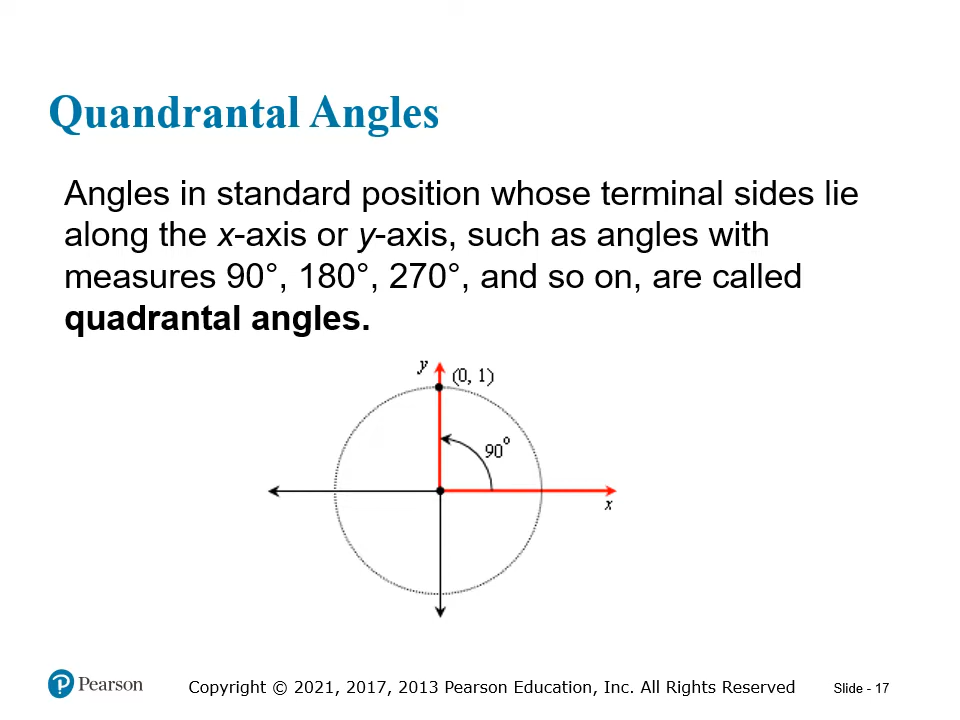 Quandrantal Angles
Angles in standard position whose terminal sides lie
along the x-axis or y-axis, such as angles with
measures 90°, 180°, 270°, and so on, are called
quadrantal angles.
y
(0, 1)
90°
x
Pearson
Copyright © 2021, 2017, 2013 Pearson Education, Inc. All Rights Reserved
Slide - 17